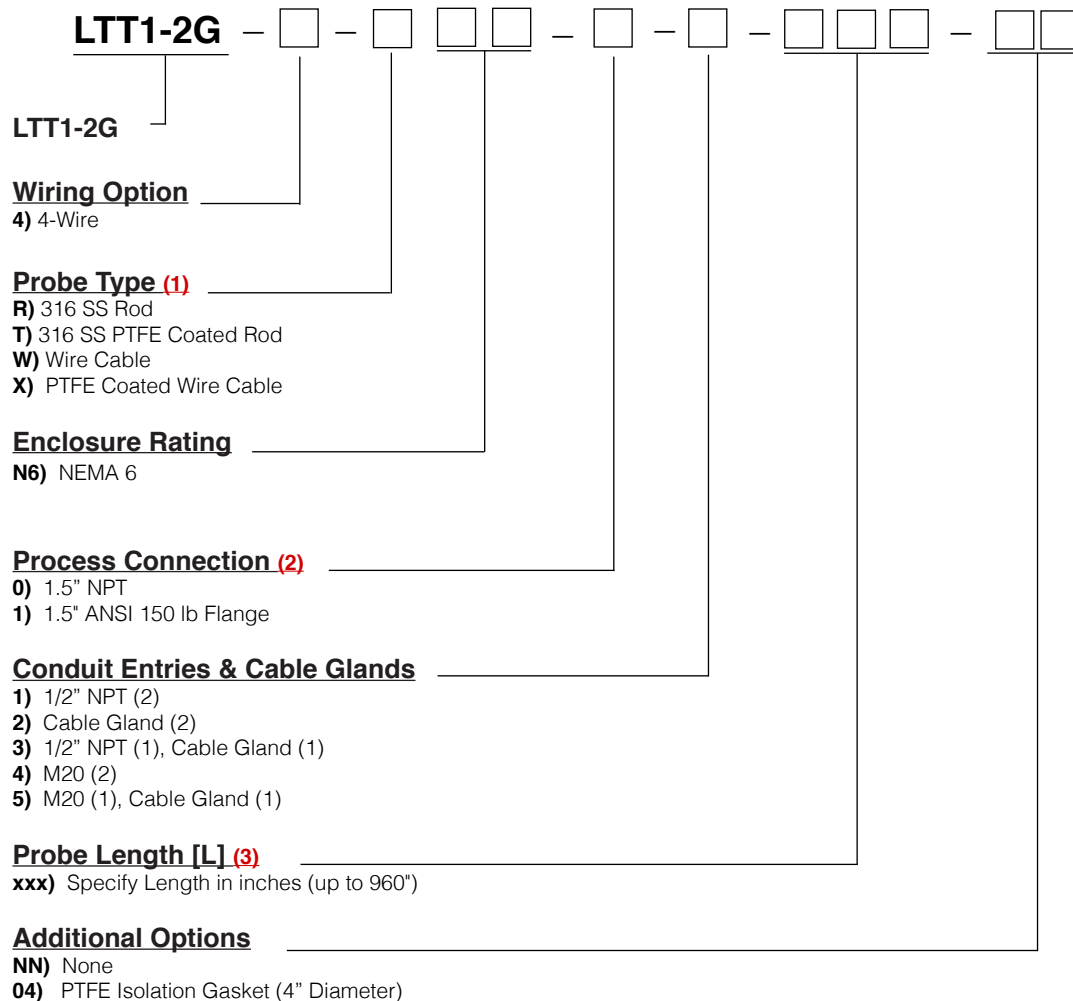 LTT1-2G – – – – – –
LTT1-2G
Wiring Option
4) 4-Wire
Probe Type (1)
R) 316 SS Rod
T) 316 SS PTFE Coated Rod
W) Wire Cable
X) PTFE Coated Wire Cable
Enclosure Rating
N6) NEMA 6
Process Connection (2)
0) 1.5” NPT
1) 1.5" ANSI 150 lb Flange
Conduit Entries & Cable Glands
1) 1/2” NPT (2)
2) Cable Gland (2)
3) 1/2” NPT (1), Cable Gland (1)
4) M20 (2)
5) M20 (1), Cable Gland (1)
Probe Length [L] (3)
xxx) Specify Length in inches (up to 960")
Additional Options
NN) None
04) PTFE Isolation Gasket (4” Diameter)